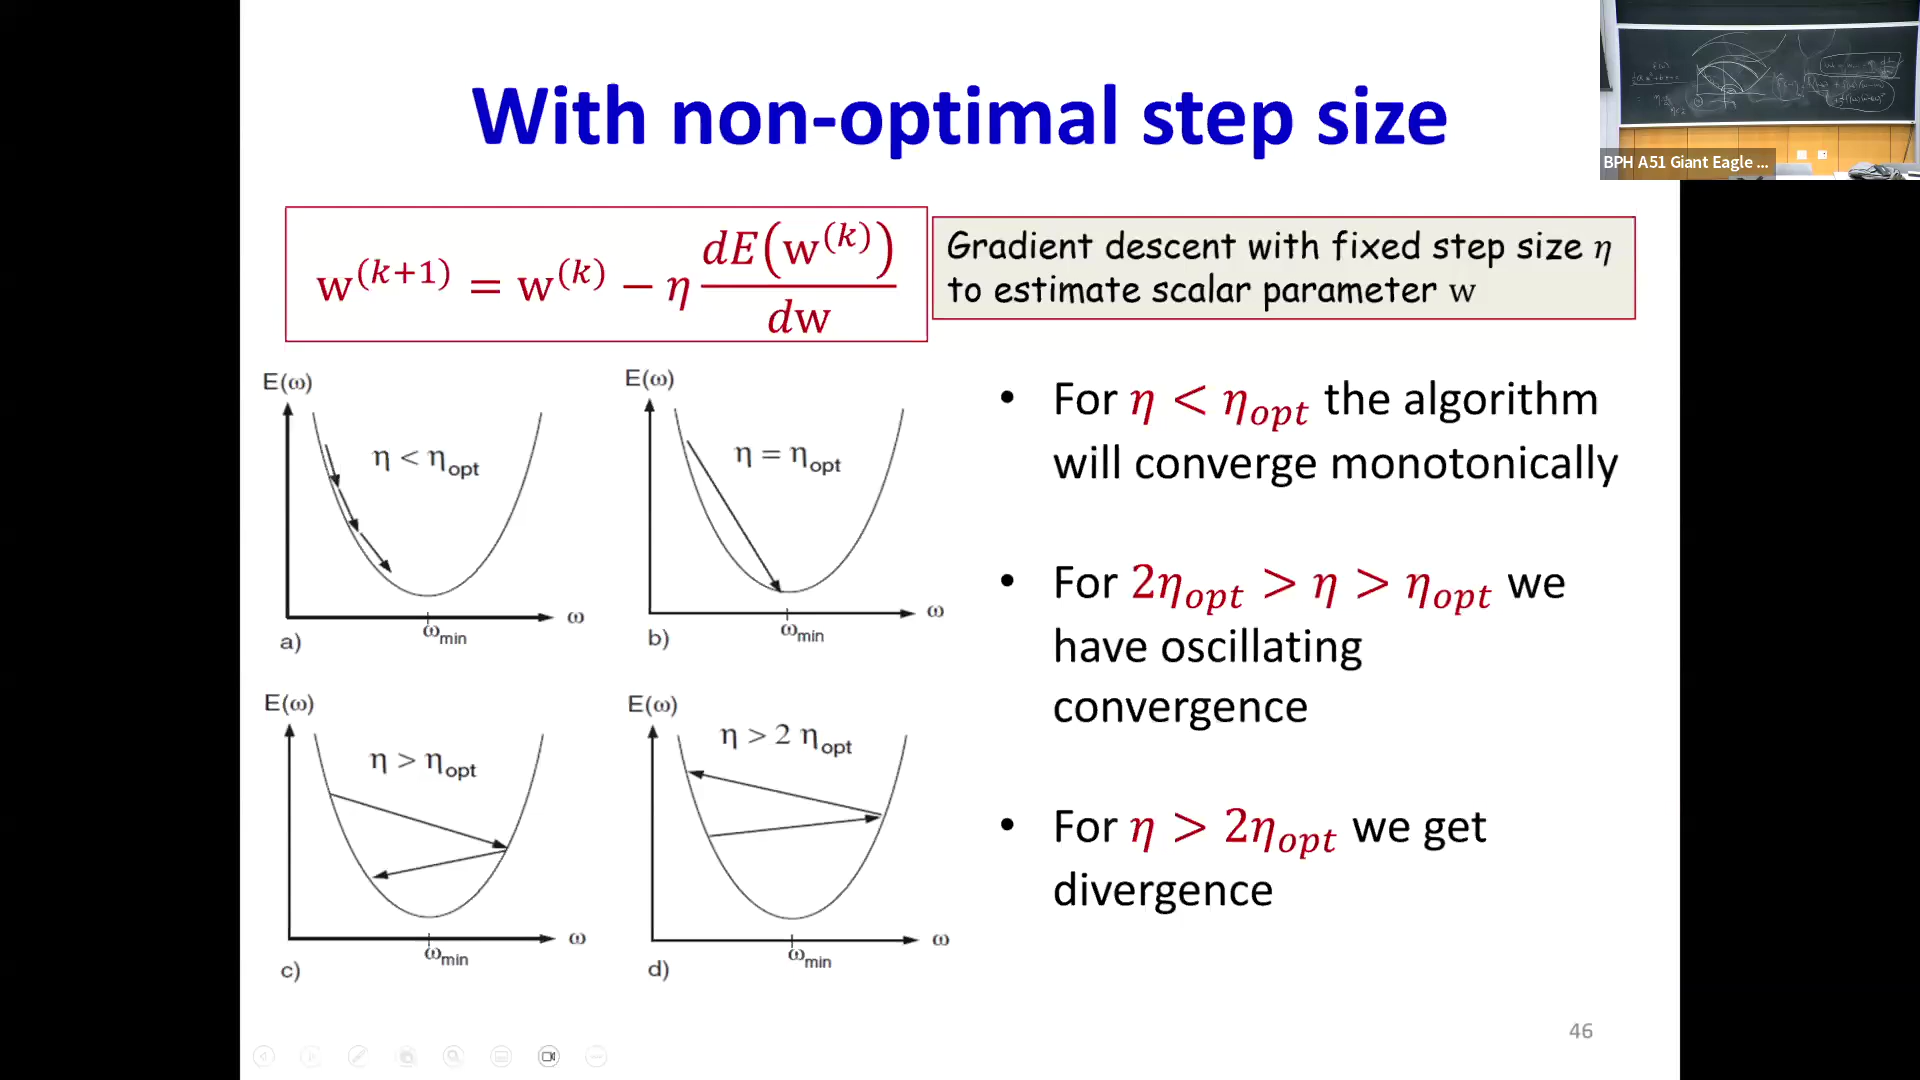 With non-optimal step size
BPH A51 Giant Eagle ...
w^(k+1) = w^(k) − η dE(w^(k))/dw
Gradient descent with fixed step size η
to estimate scalar parameter w
E(ω)
η < η_opt
ω
ω_min
a)
E(ω)
η = η_opt
ω
ω_min
b)
E(ω)
η > η_opt
ω
ω_min
c)
E(ω)
η > 2 η_opt
ω
ω_min
d)
• For η < η_opt the algorithm
will converge monotonically
• For 2η_opt > η > η_opt we
have oscillating
convergence
• For η > 2η_opt we get
divergence
46